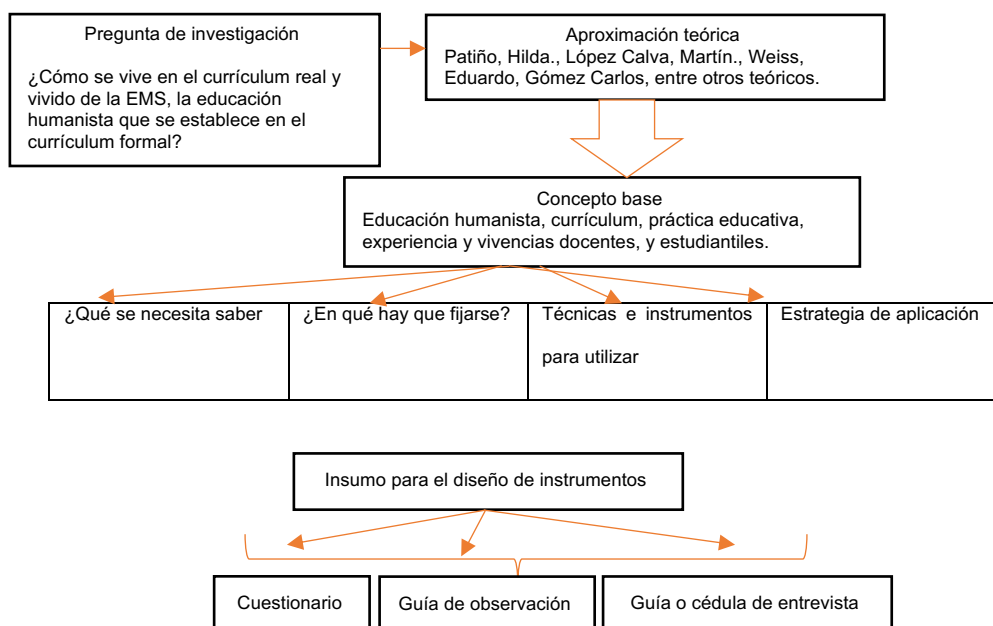 Pregunta de investigación
¿Cómo se vive en el currículum real y
vivido de la EMS, la educación
humanista que se establece en el
currículum formal?
Aproximación teórica
Patiño, Hilda., López Calva, Martín., Weiss,
Eduardo, Gómez Carlos, entre otros teóricos.
Concepto base
Educación humanista, currículum, práctica educativa,
experiencia y vivencias docentes, y estudiantiles.
¿Qué se necesita saber
¿En qué hay que fijarse?
Técnicas e instrumentos
para utilizar
Estrategia de aplicación
Insumo para el diseño de instrumentos
Cuestionario
Guía de observación
Guía o cédula de entrevista